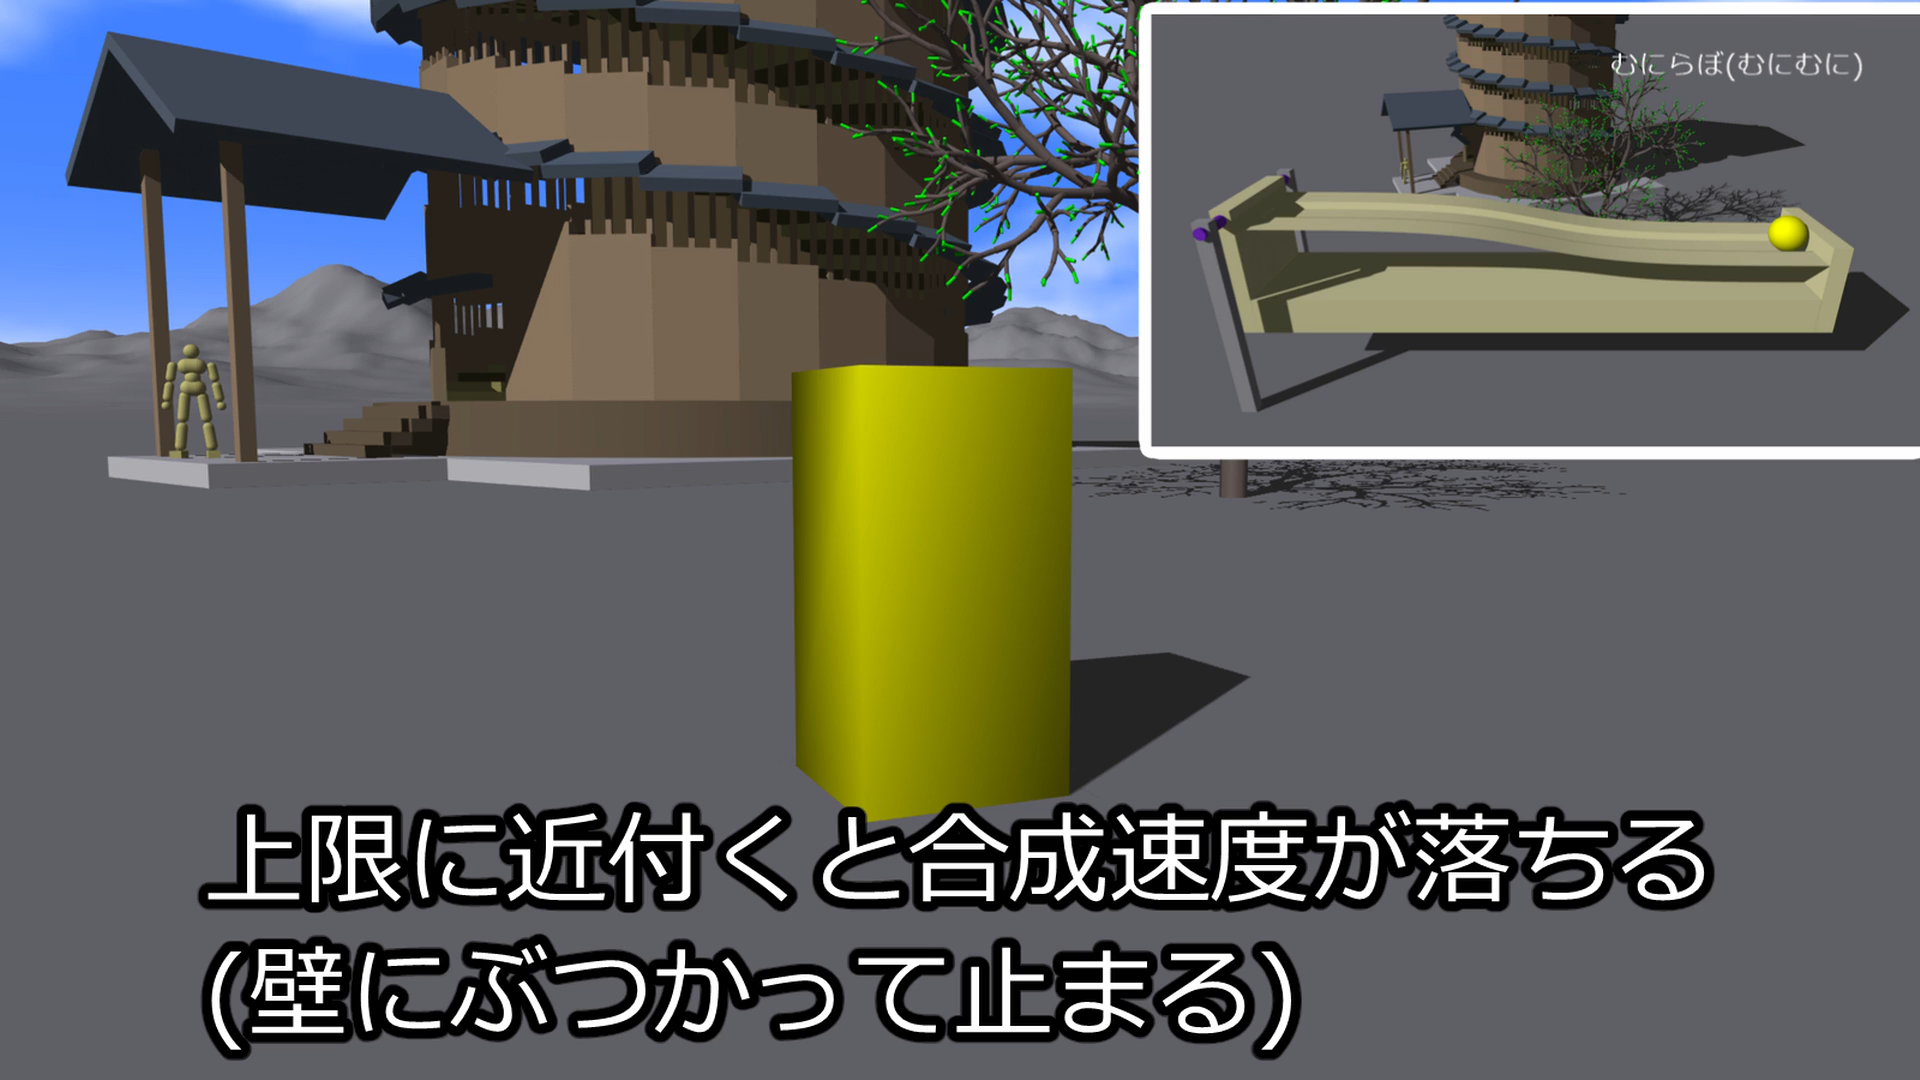 むにらぼ(むにむに)
上限に近付くと合成速度が落ちる
(壁にぶつかって止まる)